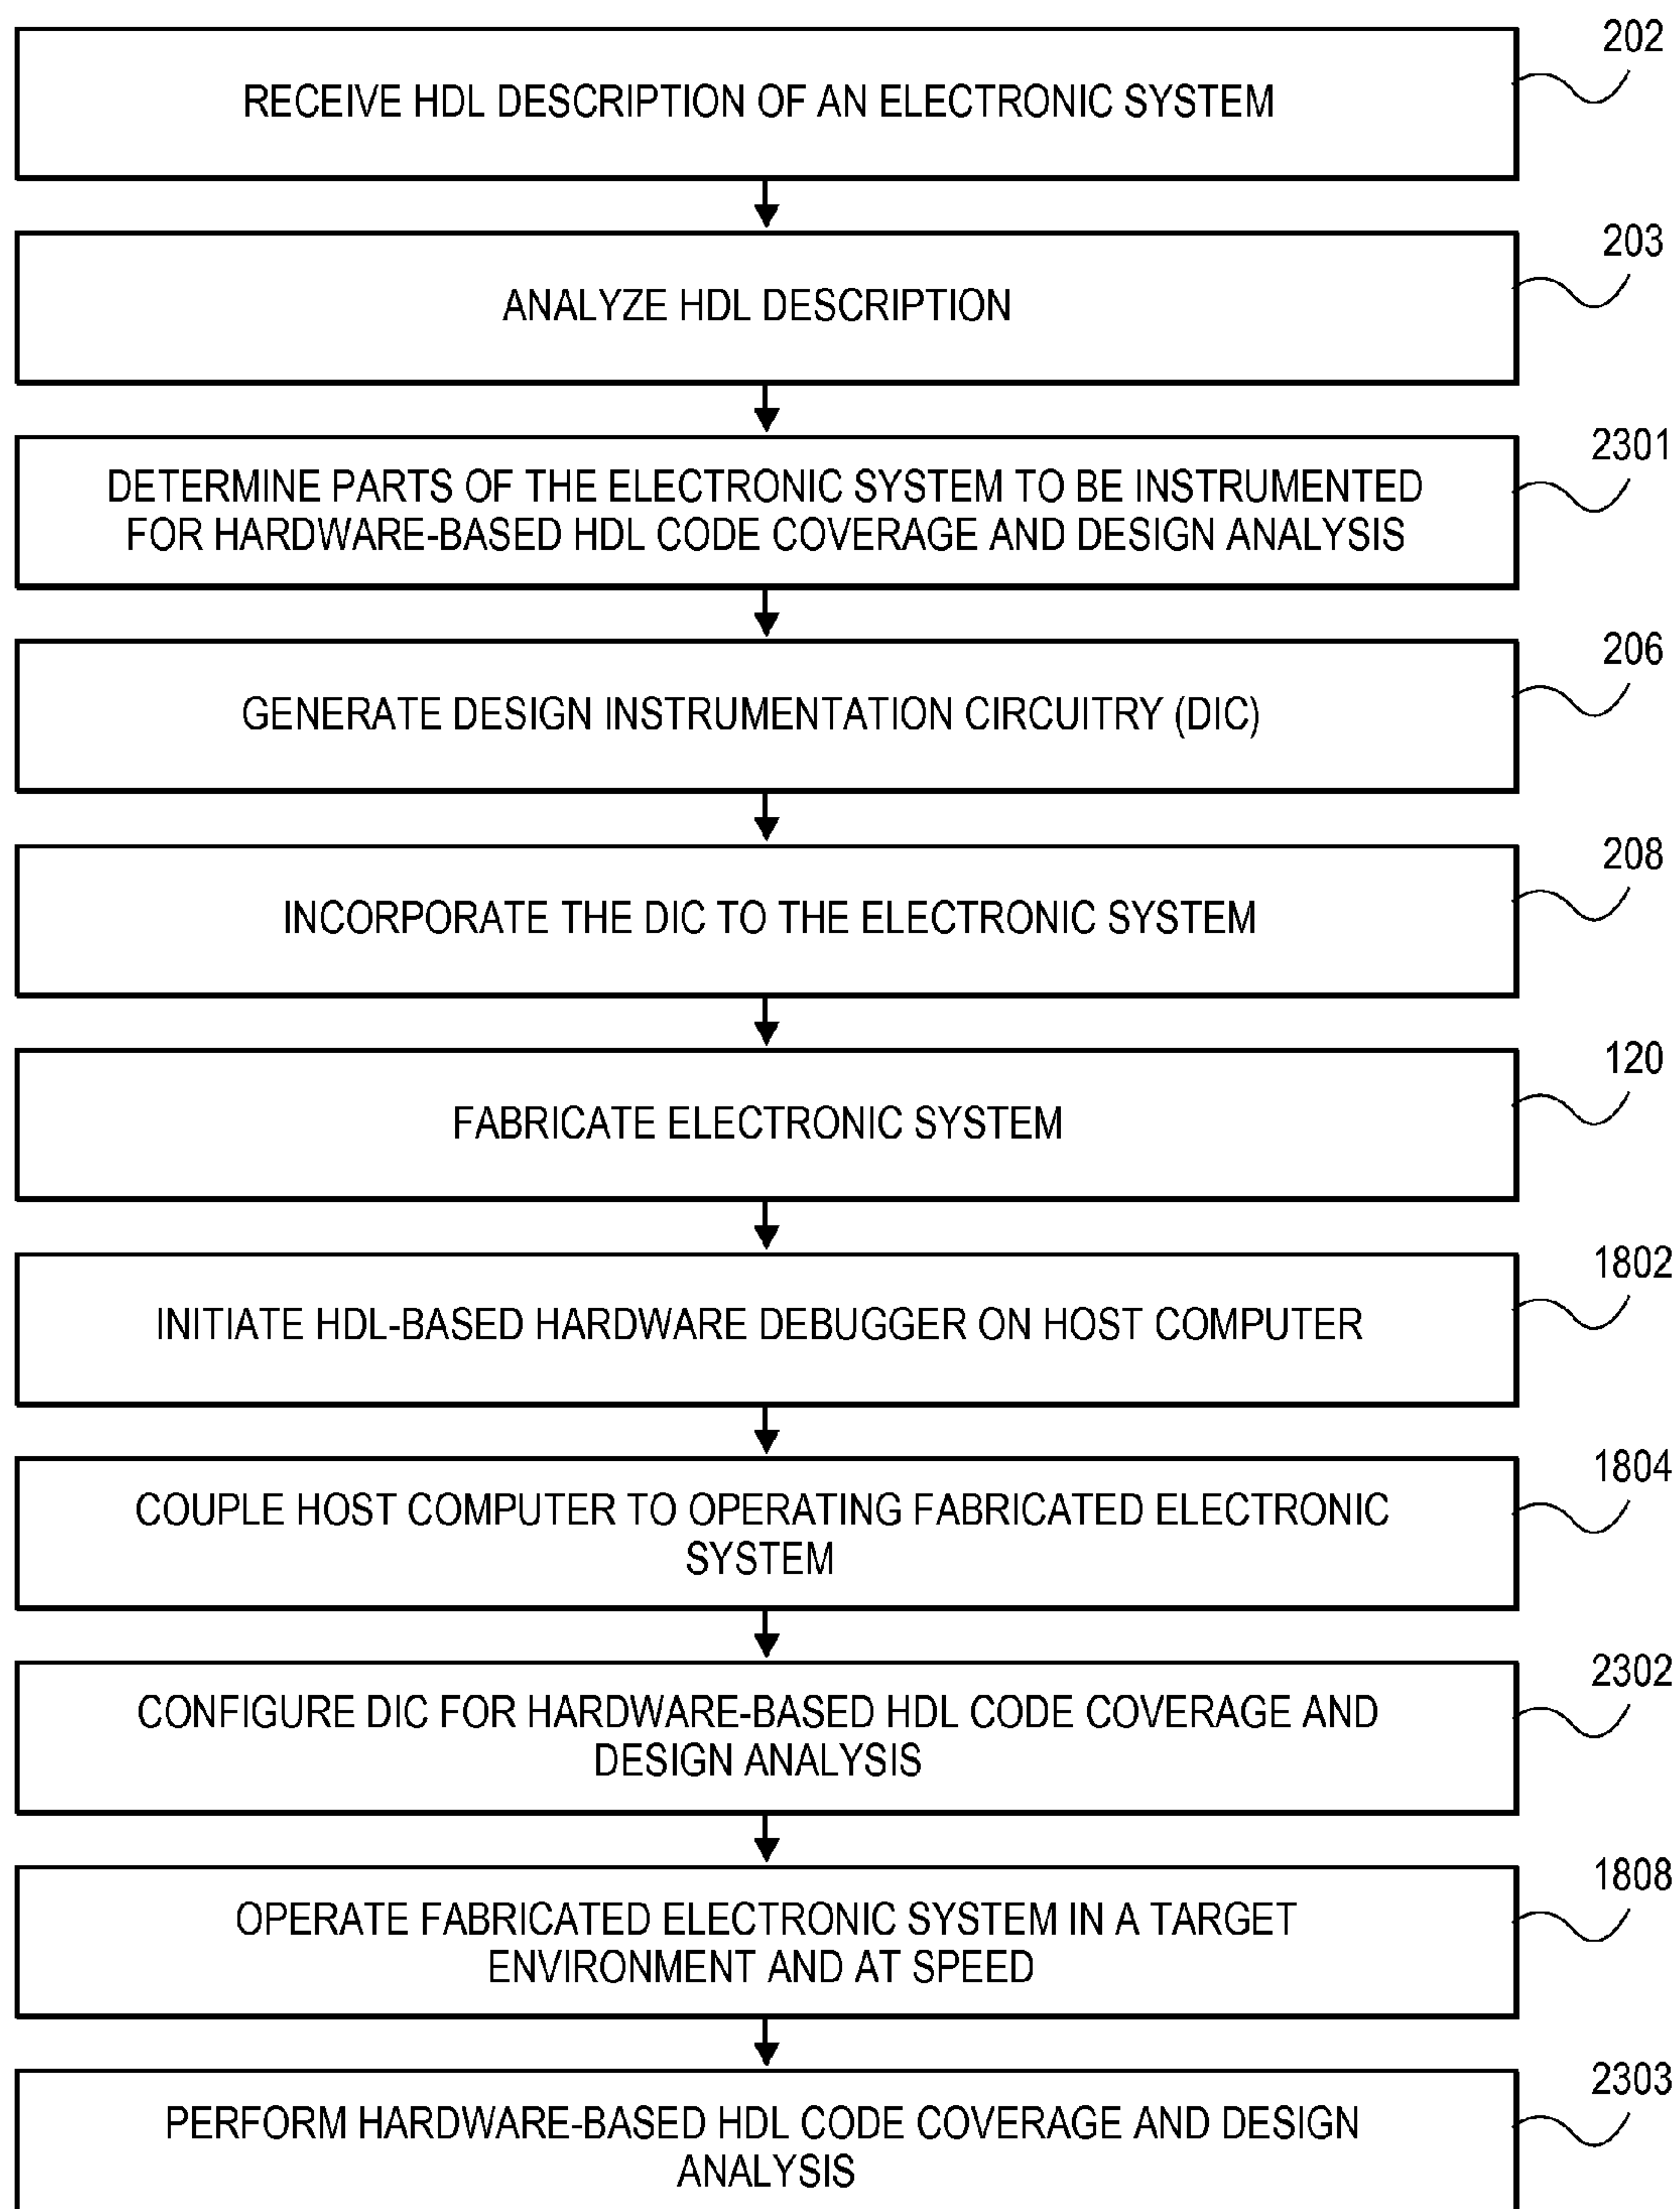 202
RECEIVE HDL DESCRIPTION OF AN ELECTRONIC SYSTEM
203
ANALYZE HDL DESCRIPTION
2301
DETERMINE PARTS OF THE ELECTRONIC SYSTEM TO BE INSTRUMENTED
FOR HARDWARE-BASED HDL CODE COVERAGE AND DESIGN ANALYSIS
206
GENERATE DESIGN INSTRUMENTATION CIRCUITRY (DIC)
208
INCORPORATE THE DIC TO THE ELECTRONIC SYSTEM
120
FABRICATE ELECTRONIC SYSTEM
1802
INITIATE HDL-BASED HARDWARE DEBUGGER ON HOST COMPUTER
1804
COUPLE HOST COMPUTER TO OPERATING FABRICATED ELECTRONIC
SYSTEM
2302
CONFIGURE DIC FOR HARDWARE-BASED HDL CODE COVERAGE AND
DESIGN ANALYSIS
1808
OPERATE FABRICATED ELECTRONIC SYSTEM IN A TARGET
ENVIRONMENT AND AT SPEED
2303
PERFORM HARDWARE-BASED HDL CODE COVERAGE AND DESIGN
ANALYSIS